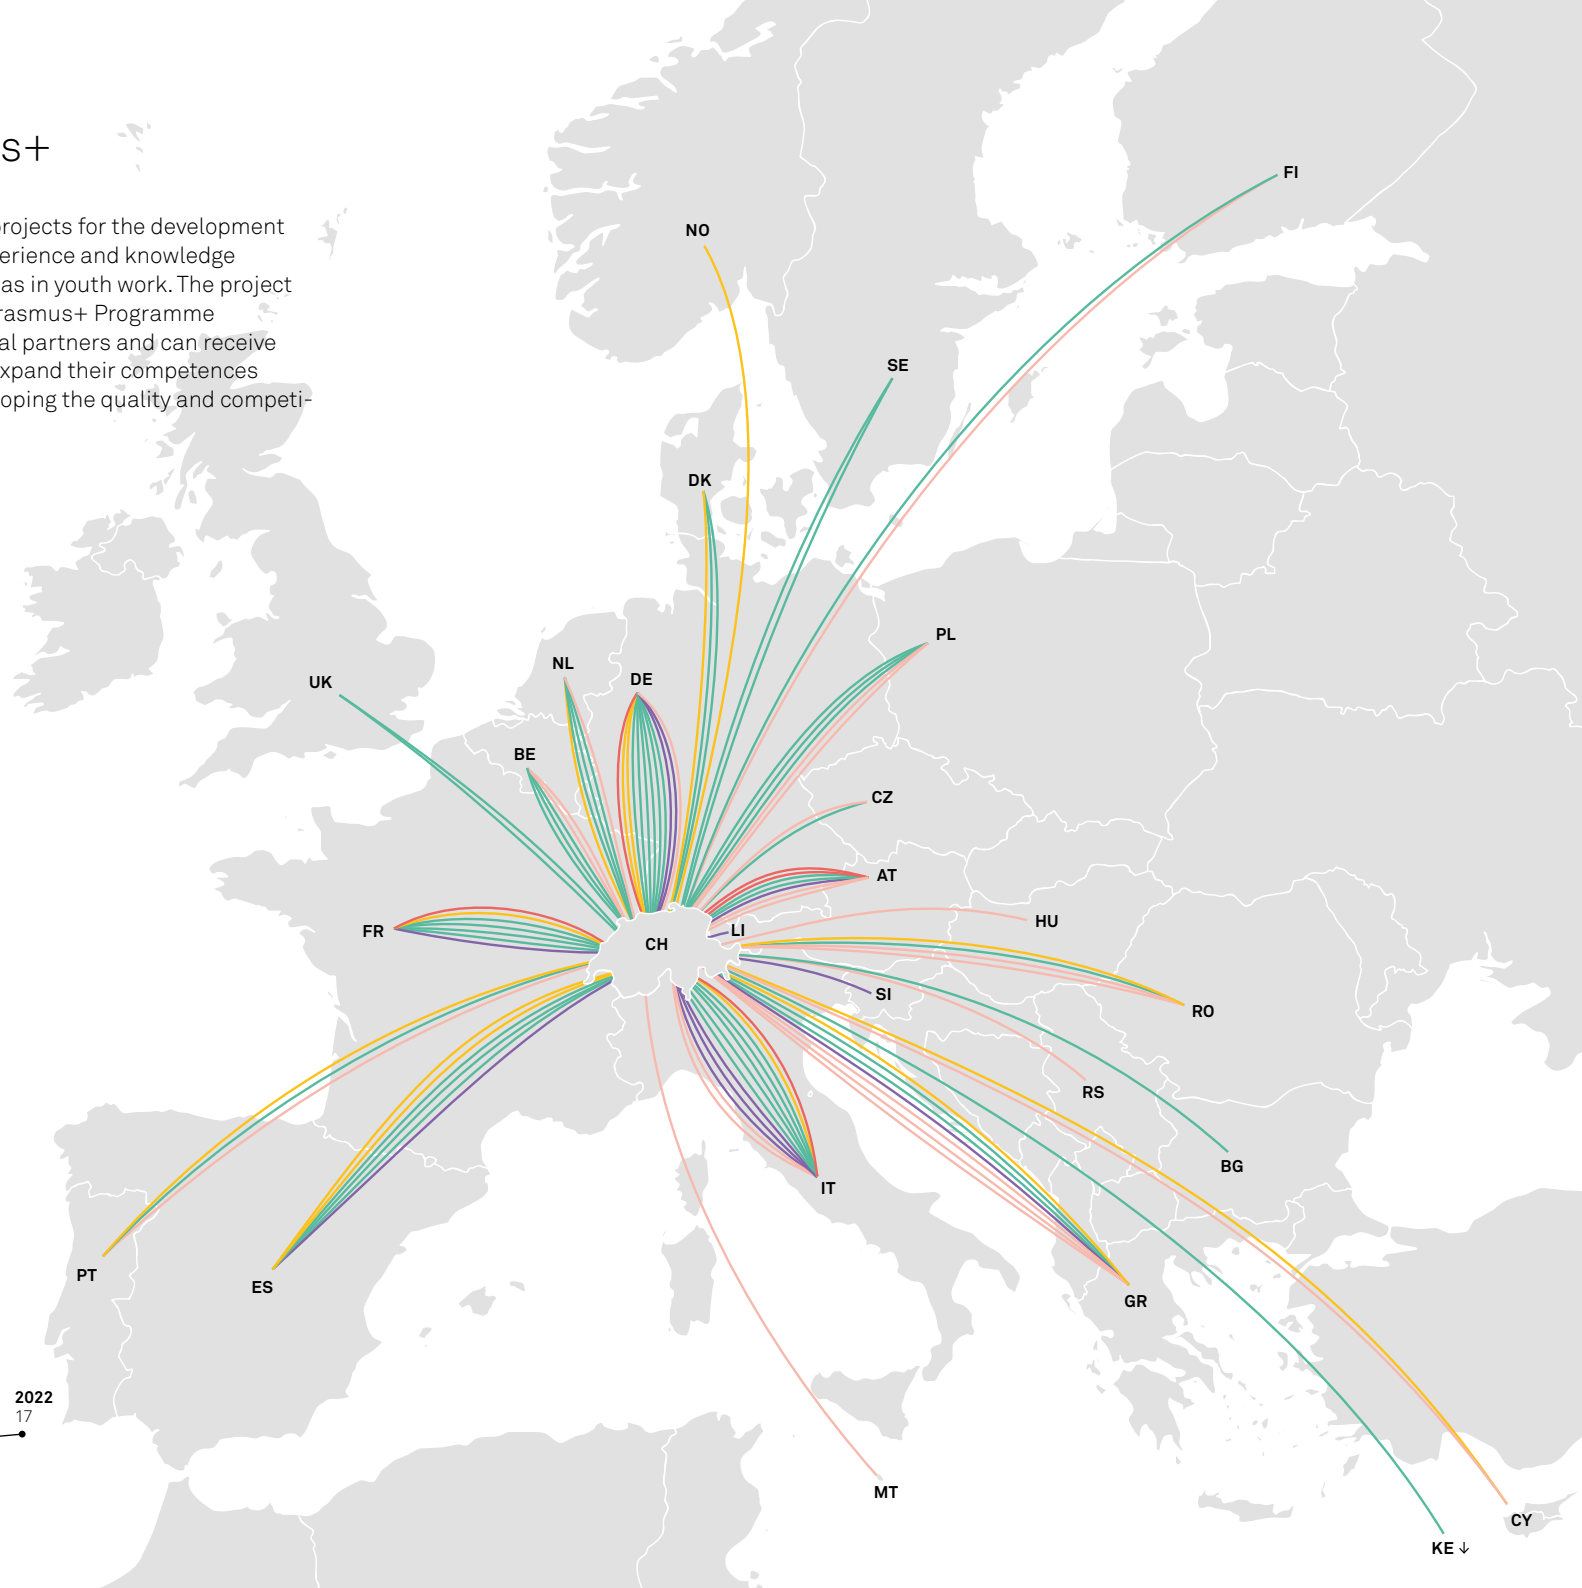 s+
rojects for the development
erience and knowledge
as in youth work. The project
rasmus+ Programme
al partners and can receive
xpand their competences
oping the quality and competi-
FI
NO
SE
DK
PL
NL
DE
UK
BE
CZ
AT
HU
FR
LI
CH
SI
RO
RS
BG
IT
PT
ES
GR
2022
17
MT
CY
KE ↓